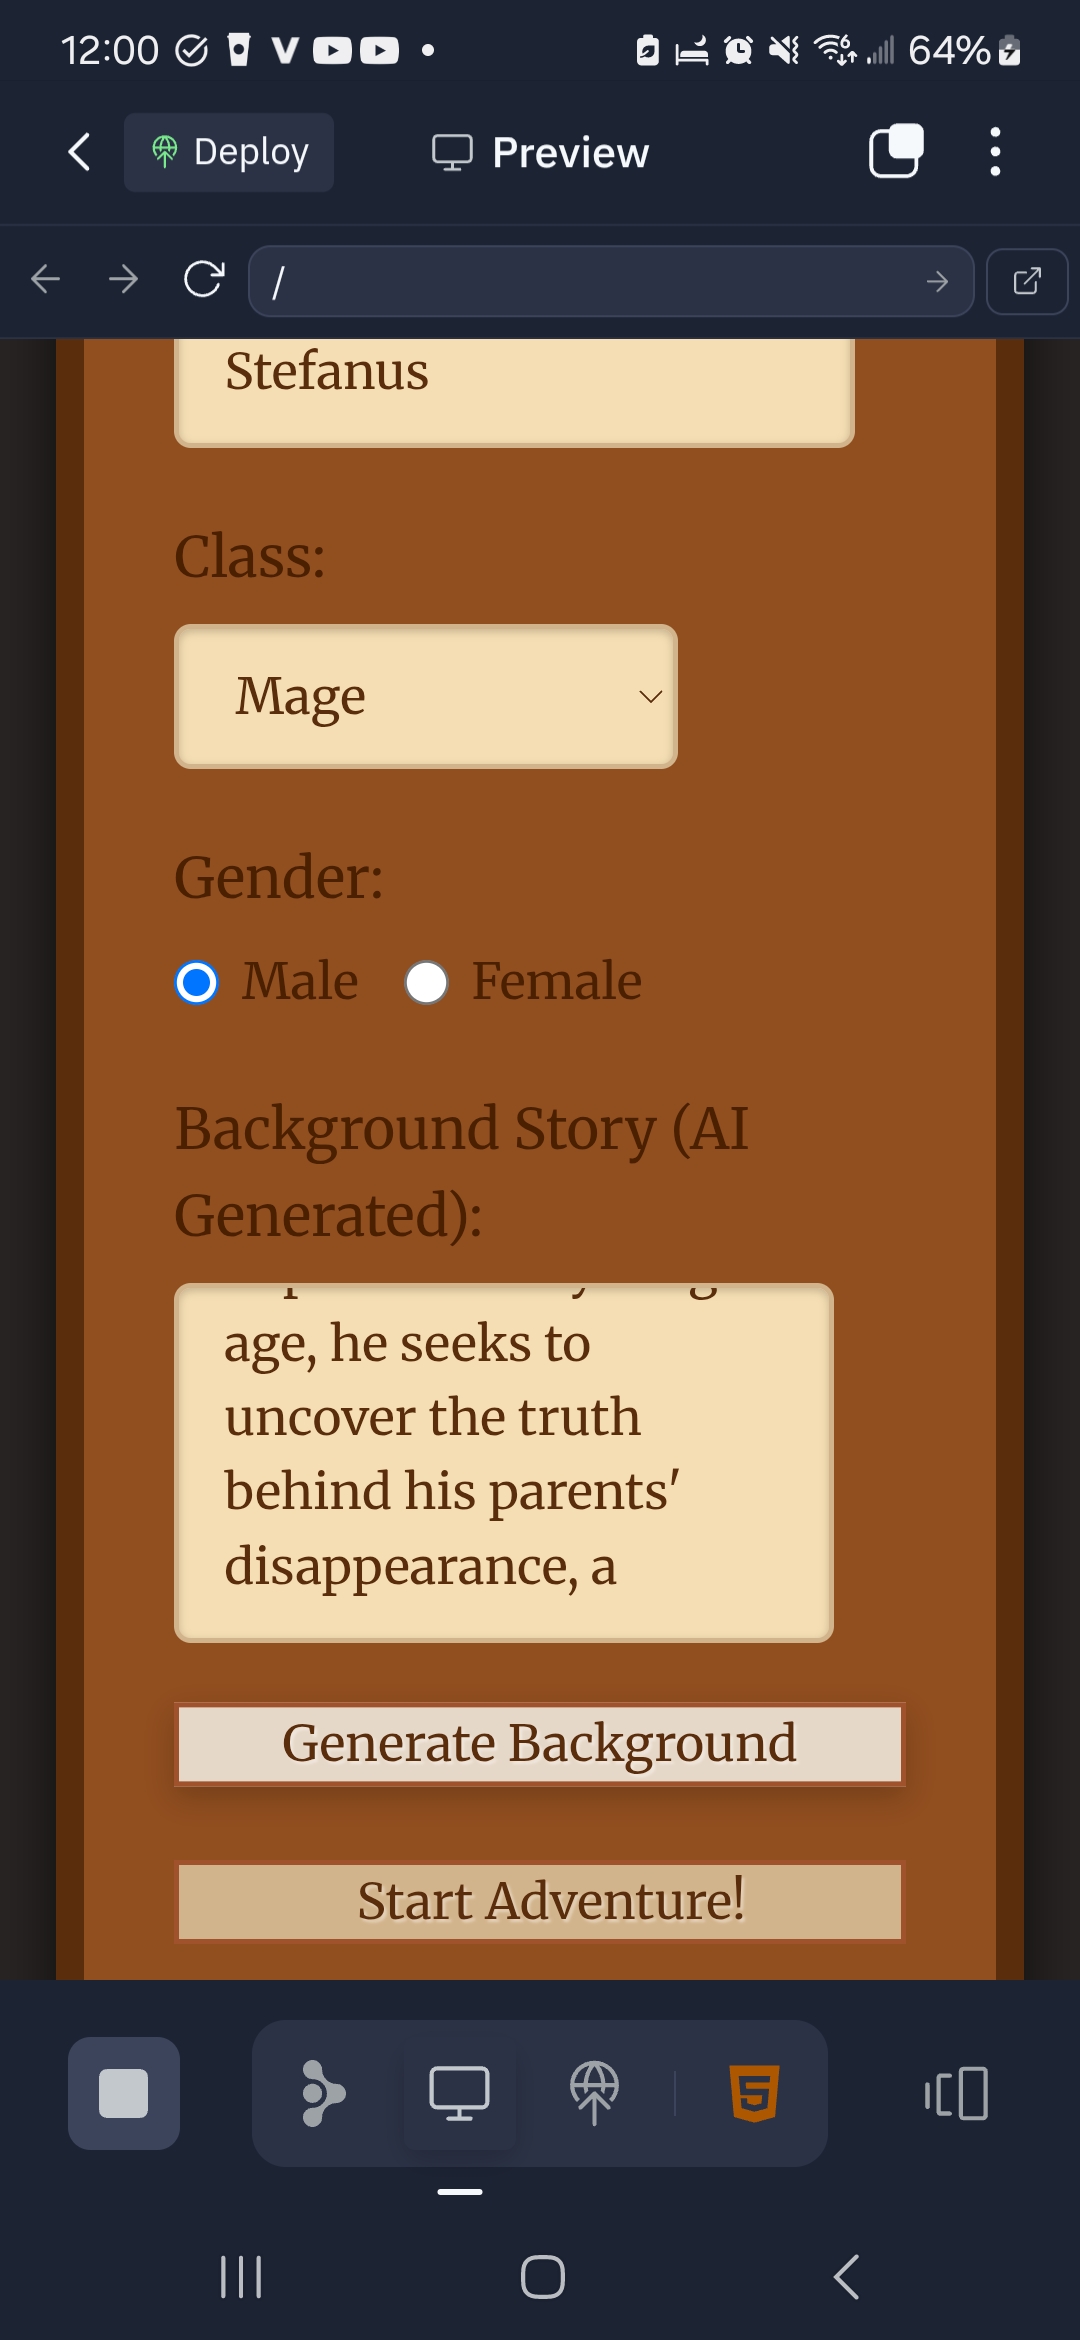 12:00
64%
Deploy
Preview
/
Stefanus
Class:
Mage
Gender:
Male Female
Background Story (AI
Generated):
age, he seeks to
uncover the truth
behind his parents'
disappearance, a
Generate Background
Start Adventure!